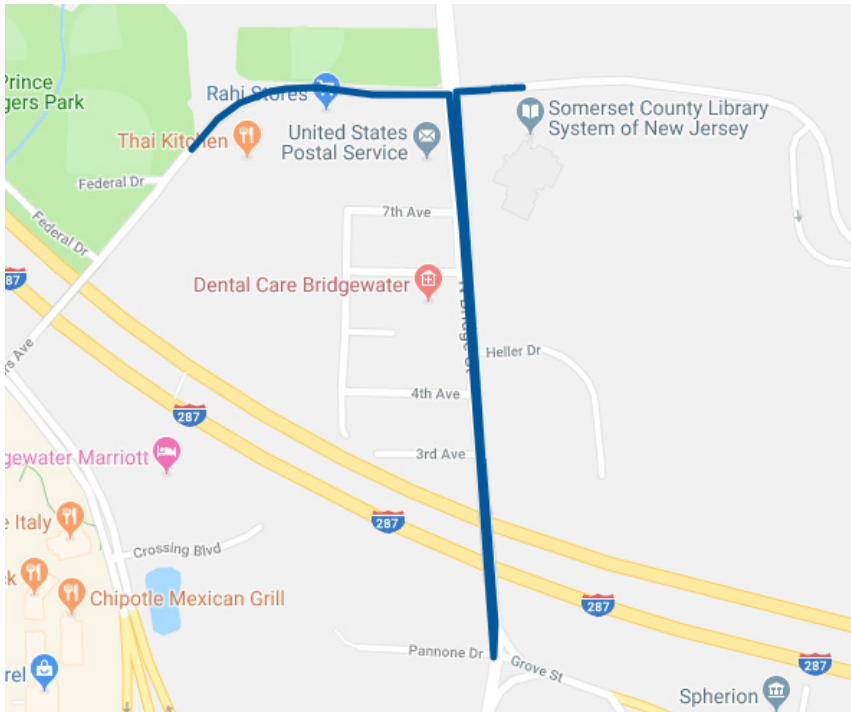 Prince
gers Park
Rahi Stores
Thai Kitchen
United States
Postal Service
Somerset County Library
System of New Jersey
Federal Dr
7th Ave
Federal Dr
287
Dental Care Bridgewater
Heller Dr
4th Ave
287
3rd Ave
gewater Marriott
287
e Italy
Crossing Blvd
ck
Chipotle Mexican Grill
287
Pannone Dr
Grove St
287
rel
Spherion